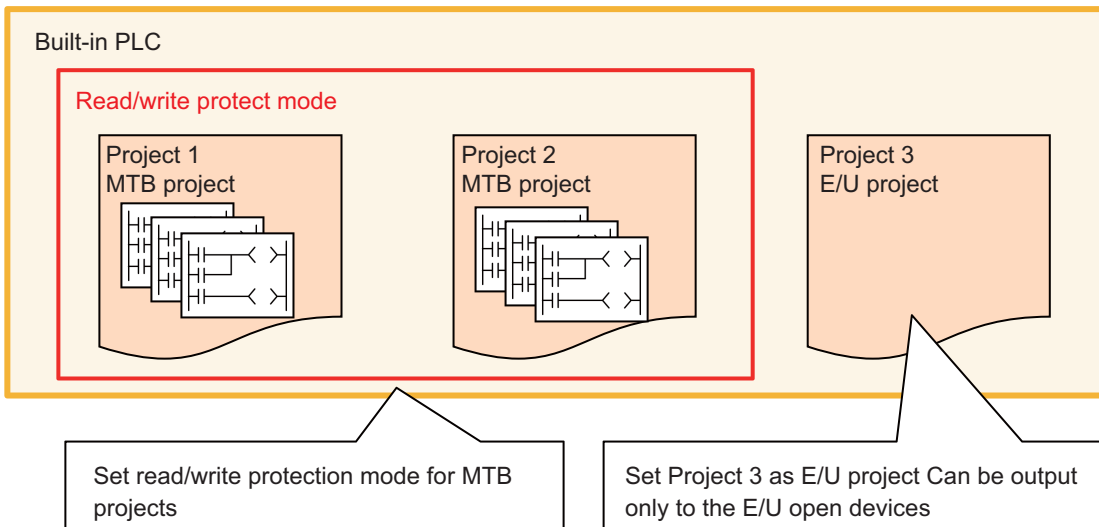 Built-in PLC
Read/write protect mode
Project 1
MTB project
Project 2
MTB project
Project 3
E/U project
Set read/write protection mode for MTB
projects
Set Project 3 as E/U project Can be output
only to the E/U open devices